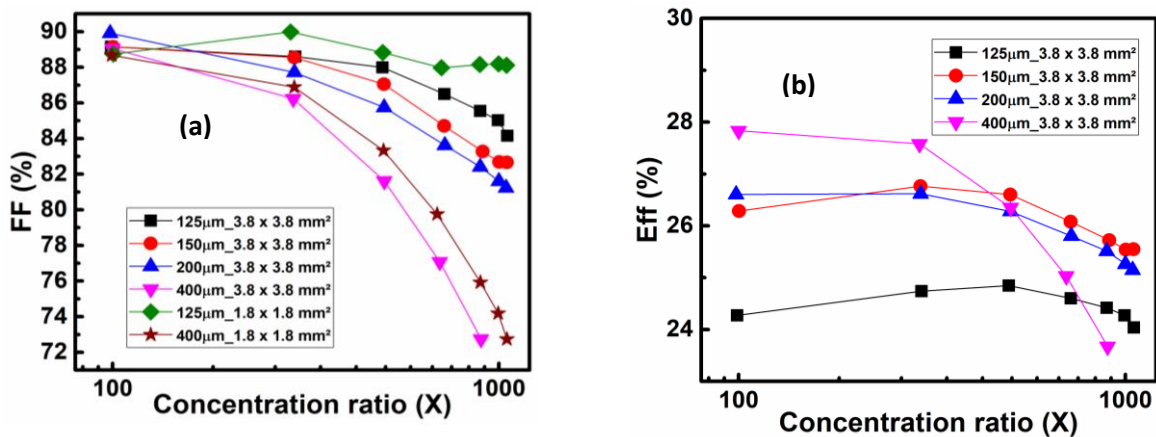 90
88
86
84
82
80
78
76
74
72
FF (%)
(a)
125µm_3.8 x 3.8 mm²
150µm_3.8 x 3.8 mm²
200µm_3.8 x 3.8 mm²
400µm_3.8 x 3.8 mm²
125µm_1.8 x 1.8 mm²
400µm_1.8 x 1.8 mm²
100
1000
Concentration ratio (X)
30
28
26
24
Eff (%)
(b)
125µm_3.8 x 3.8 mm²
150µm_3.8 x 3.8 mm²
200µm_3.8 x 3.8 mm²
400µm_3.8 x 3.8 mm²
100
1000
Concentration ratio (X)